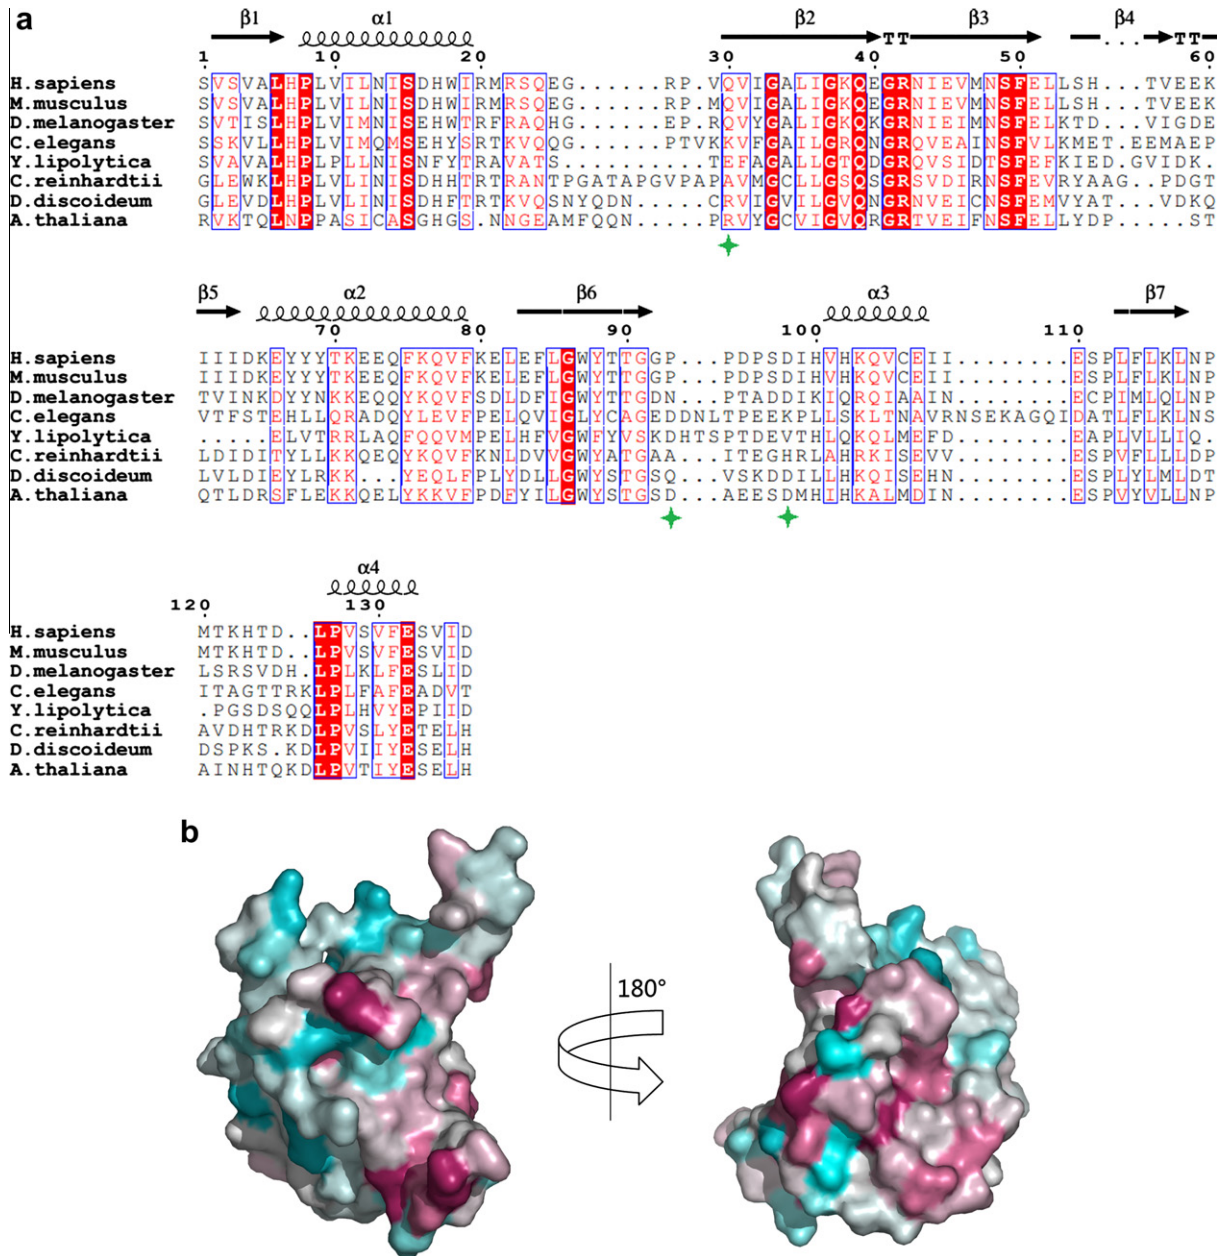 a
β1 α1 β2 TT β3 β4 ... TT
1 10 20 30 40 50 60
H.sapiens SVSVALHPLVILNISDHWIRMRSQEG......RP.VQVIGALIGKQEGRNIEVMNSFELLSH..TVEEK
M.musculus SVSVALHPLVILNISDHWIRMRSQEG......RP.MQVIGALIGKQEGRNIEVMNSFELLSH..TVEEK
D.melanogaster SVTISLHPLVIMNISEHWTRFRAQHG......EP.RQVYGALIGKQKGRNIEIMNSFELKTD..VIGDE
C.elegans SSKVLLHPLVIMQMSEHYSRTKVQQG......PTVKKVFGAILGRQNGRQVEAINSFVLKMET.EEMAEP
Y.lipolytica SVAVALHPLPLLNISNFYTRAVATS.......TEFAGALLGTQDGRQVSIDTSFEFKIED.GVIDK.
C.reinhardtii GLEWKLHPLVLINISDHHTRTRANTPGATAPGVPAPAVMGCLLGSQSGRSVDIRNSFEVRYAAG..PDGT
D.discoideum GLEVDLHPLVLINISDHFTRTKVQSNYQDN....CRVIGVILGVQNGRNVEICNSFEMVYAT..VDKQ
A.thaliana RVKTQLNPPASICASGHGS.NNGEAMFQQN....PRVYGCVIGVQRGRTVEIFNSFELLYDP....ST
β5 α2 β6 α3 β7
70 80 90 100 110
H.sapiens IIIDKEYYYTKEEQFKQVFKELEFLGWYTTGGP...PDPSDIHVHKQVCEII........ESPLFLKLNP
M.musculus IIIDKEYYYTKEEQFKQVFKELEFLGWYTTGGP...PDPSDIHVHKQVCEII........ESPLFLKLNP
D.melanogaster TVINKDYYNKKEQQYKQVFSDLDFIGWYTTGDN...PTADDIKIQRQIAAIN........ECPIMLQLNP
C.elegans VTFSTEHLLQRADQYLEVFPELQVIGLYCAGEDDNLTPEEKPLLSKLTNAVRNSEKAGQIDATLFLKLNS
Y.lipolytica .....ELVTRRLAQFQQVMPELHFVGWFYVSKDHTSPTDEVTHLQKQLMEFD........EAPLVLLIQ.
C.reinhardtii LDIDITYLLKKQEQYKQVFKNLDVVGWYATGAA...ITEGHRLAHRKISEVV........ESPVFLLLDP
D.discoideum LVLDIEYLRKK...YEQLFPLYDLLGWYSTGSQ...VSKDDILLHKQISEHN........ESPLYLMLDT
A.thaliana QTLDRSFLEKKQELYKKVFPDFYILGWYSTGSD...AEESDMHIHKALMDIN........ESPVYVLLNP
α4
120 130
H.sapiens MTKHTD..LPVSVFESVID
M.musculus MTKHTD..LPVSVFESVID
D.melanogaster LSRSVDH.LPLKLFESLID
C.elegans ITAGTTRKLPLFAFEADVT
Y.lipolytica .PGSDSQQLPLHVYEPIID
C.reinhardtii AVDHTRKDLPVSLYETELH
D.discoideum DSPKS.KDLPVIIYESELH
A.thaliana AINHTQKDLPVTIYESELH
b
180°